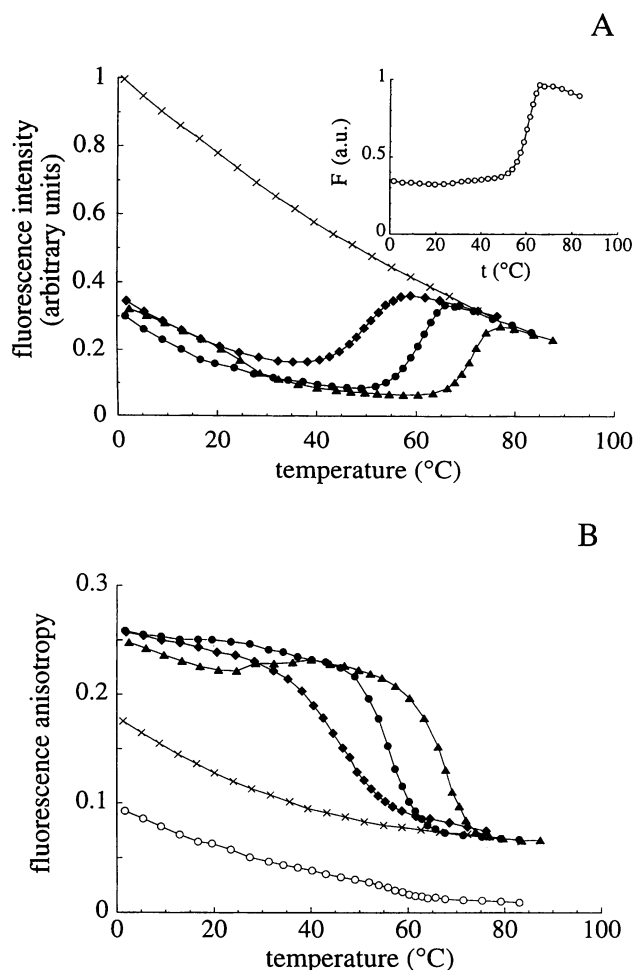 A
fluorescence intensity
(arbitrary units)
1
0.8
0.6
0.4
0.2
0
0 20 40 60 80 100
temperature (°C)
F (a.u.)
1
0.5
0
0 20 40 60 80 100
t (°C)
B
fluorescence anisotropy
0.3
0.2
0.1
0
0 20 40 60 80 100
temperature (°C)